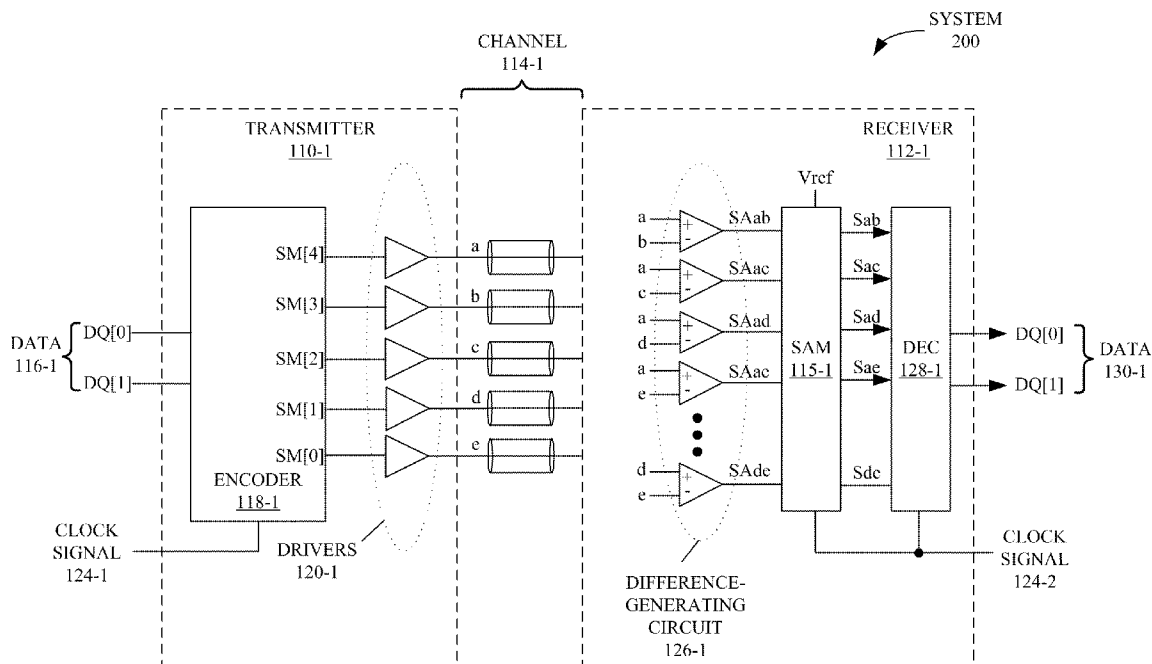 SYSTEM
200
CHANNEL
114-1
TRANSMITTER
110-1
RECEIVER
112-1
Vref
SM[4]
SM[3]
SM[2]
SM[1]
SM[0]
ENCODER
118-1
DATA
116-1
DQ[0]
DQ[1]
CLOCK
SIGNAL
124-1
DRIVERS
120-1
a
b
c
d
e
a
b
a
c
a
d
a
e
d
e
+
-
+
-
+
-
+
-
+
-
SAab
SAac
SAad
SAae
SAde
SAM
115-1
Sab
Sac
Sad
Sae
Sde
DEC
128-1
DQ[0]
DQ[1]
DATA
130-1
CLOCK
SIGNAL
124-2
DIFFERENCE-
GENERATING
CIRCUIT
126-1